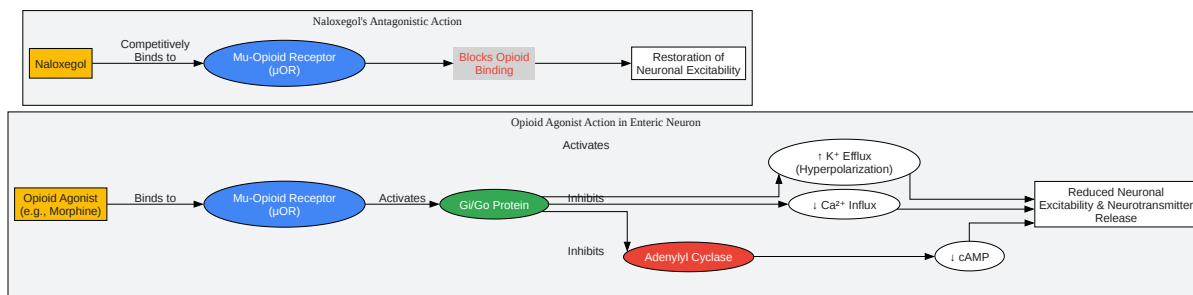 Naloxegol's Antagonistic Action
Naloxegol
Competitively
Binds to
Mu-Opioid Receptor
(μOR)
Blocks Opioid
Binding
Restoration of
Neuronal Excitability
Opioid Agonist Action in Enteric Neuron
Opioid Agonist
(e.g., Morphine)
Binds to
Mu-Opioid Receptor
(μOR)
Activates
Gi/Go Protein
Activates
Inhibits
Inhibits
↑ K⁺ Efflux
(Hyperpolarization)
↓ Ca²⁺ Influx
Adenylyl Cyclase
↓ cAMP
Reduced Neuronal
Excitability & Neurotransmitter
Release